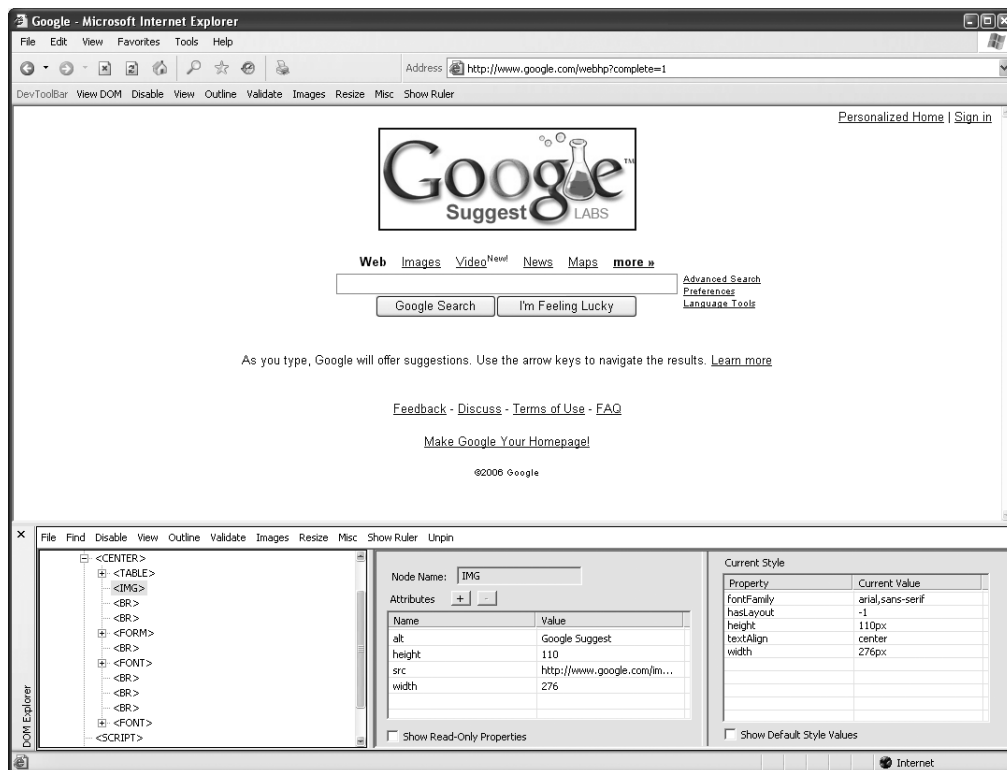 Google - Microsoft Internet Explorer
File Edit View Favorites Tools Help
Address http://www.google.com/webhp?complete=1
DevToolBar View DOM Disable View Outline Validate Images Resize Misc Show Ruler
Personalized Home | Sign in
Google™
Suggest LABS
Web Images Video New! News Maps more »
Advanced Search
Preferences
Google Search I'm Feeling Lucky Language Tools
As you type, Google will offer suggestions. Use the arrow keys to navigate the results. Learn more
Feedback - Discuss - Terms of Use - FAQ
Make Google Your Homepage!
©2006 Google
File Find Disable View Outline Validate Images Resize Misc Show Ruler Unpin
DOM Explorer
<CENTER>
<TABLE>
<IMG>
<BR>
<BR>
<FORM>
<BR>
<FONT>
<BR>
<BR>
<BR>
<FONT>
<SCRIPT>
Node Name: IMG
Attributes + -
Name Value
alt Google Suggest
height 110
src http://www.google.com/im...
width 276
Show Read-Only Properties
Current Style
Property Current Value
fontFamily arial,sans-serif
hasLayout -1
height 110px
textAlign center
width 276px
Show Default Style Values
Internet